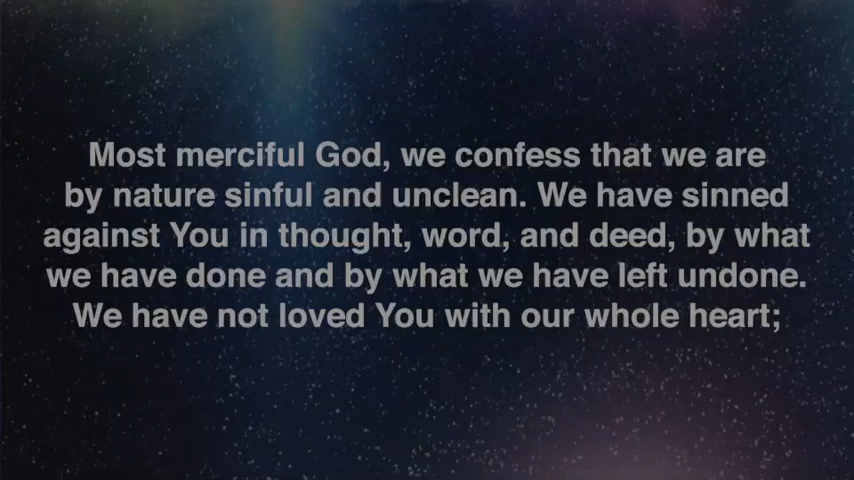 Most merciful God, we confess that we are
by nature sinful and unclean. We have sinned
against You in thought, word, and deed, by what
we have done and by what we have left undone.
We have not loved You with our whole heart;